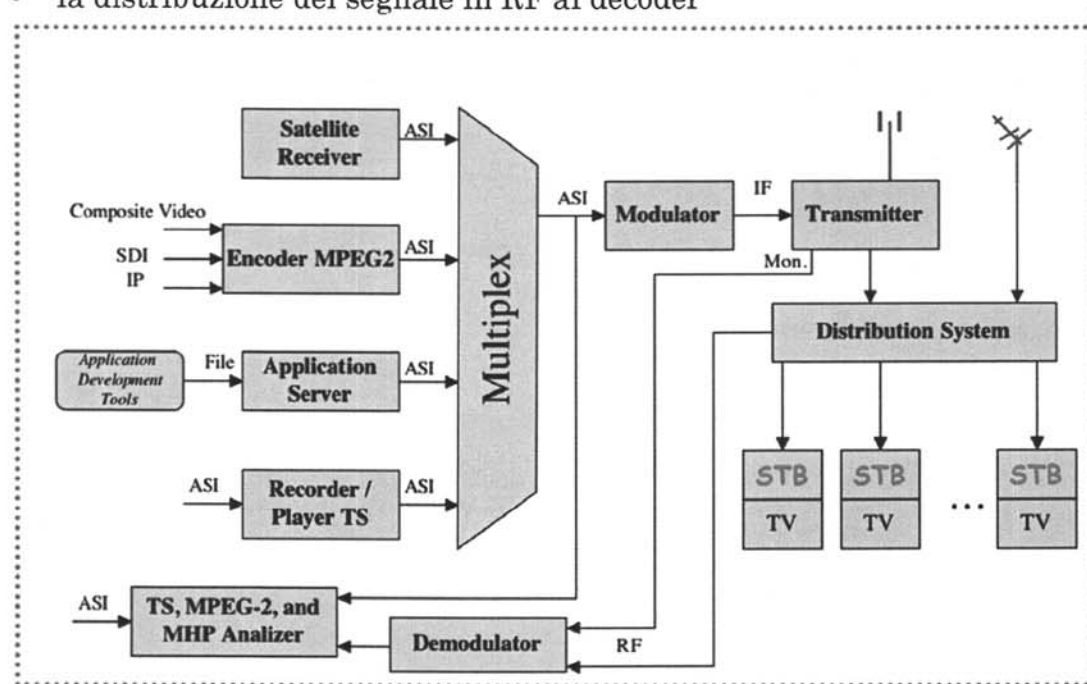 la distribuzione del segnale in RF al decoder
Satellite
Receiver
ASI
Composite Video
SDI
IP
Encoder MPEG2
ASI
Application
Development
Tools
File
Application
Server
ASI
ASI
Recorder /
Player TS
ASI
Multiplex
ASI
Modulator
IF
Transmitter
Mon.
Distribution System
STB
TV
STB
TV
...
STB
TV
ASI
TS, MPEG-2, and
MHP Analizer
Demodulator
RF